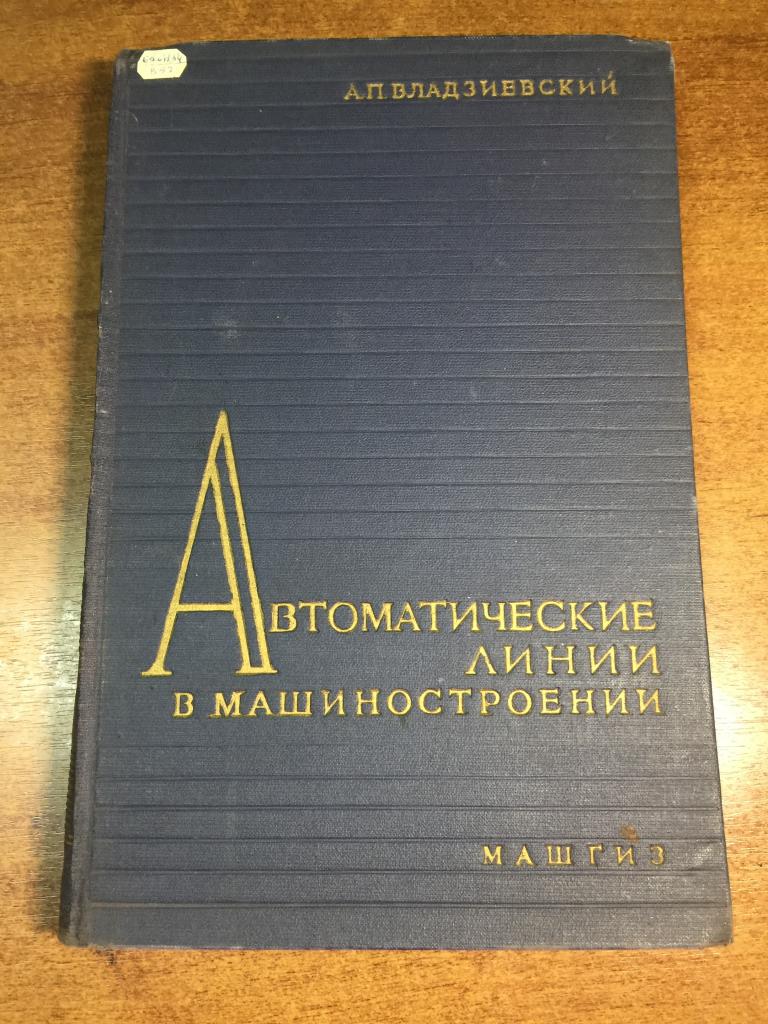 А.П.ВЛАДЗИЕВСКИЙ
АВТОМАТИЧЕСКИЕ
ЛИНИИ
В МАШИНОСТРОЕНИИ
МАШГИЗ